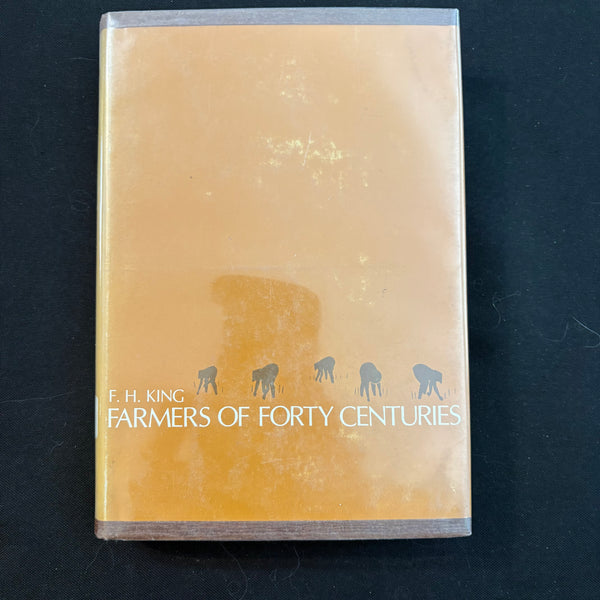 F. H. KING
FARMERS OF FORTY CENTURIES